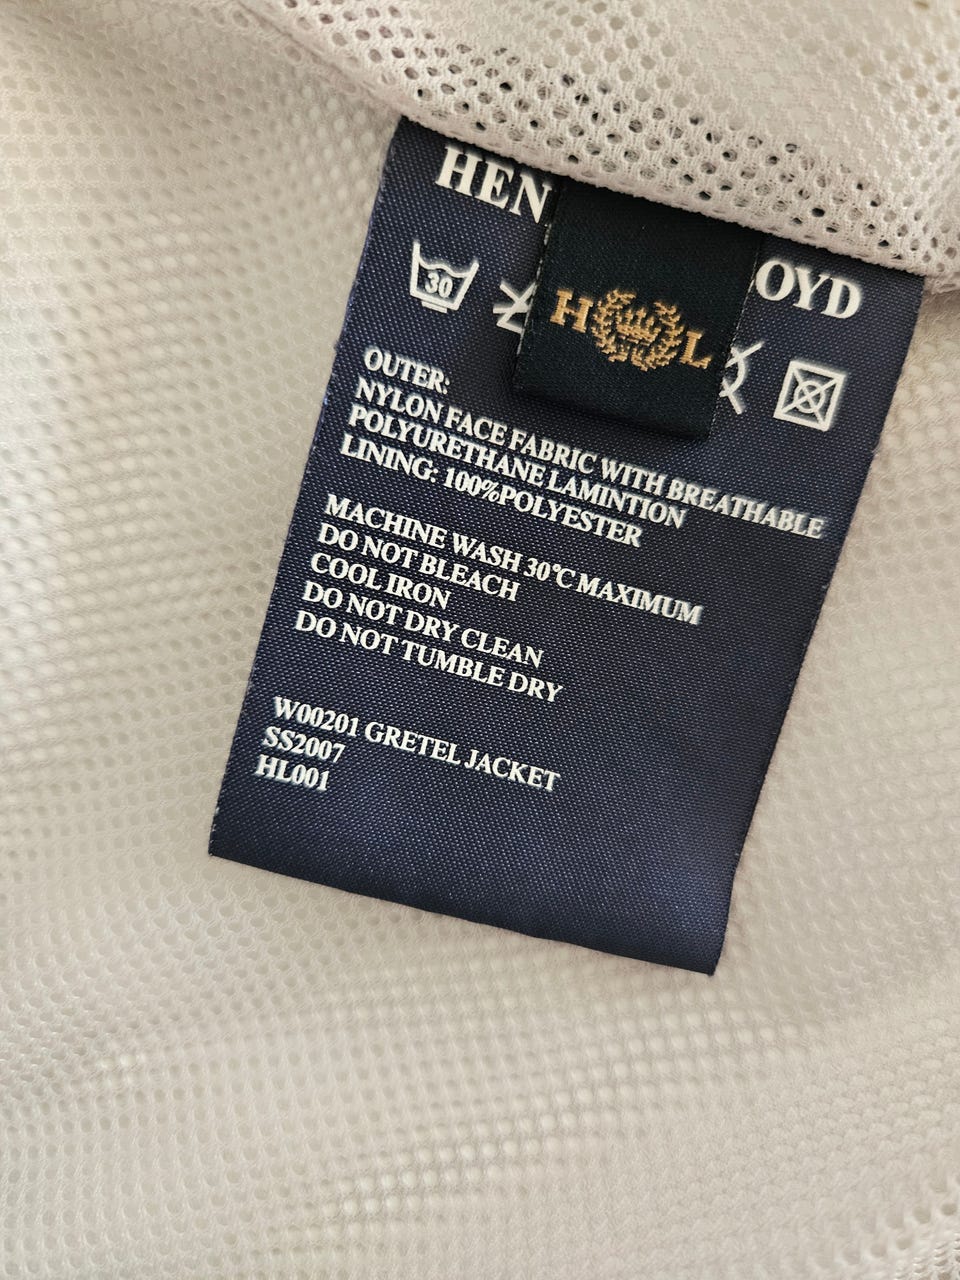 HEN OYD
30
H L
OUTER:
NYLON FACE FABRIC WITH BREATHABLE
POLYURETHANE LAMINTION
LINING: 100%POLYESTER
MACHINE WASH 30°C MAXIMUM
DO NOT BLEACH
COOL IRON
DO NOT DRY CLEAN
DO NOT TUMBLE DRY
W00201 GRETEL JACKET
SS2007
HL001